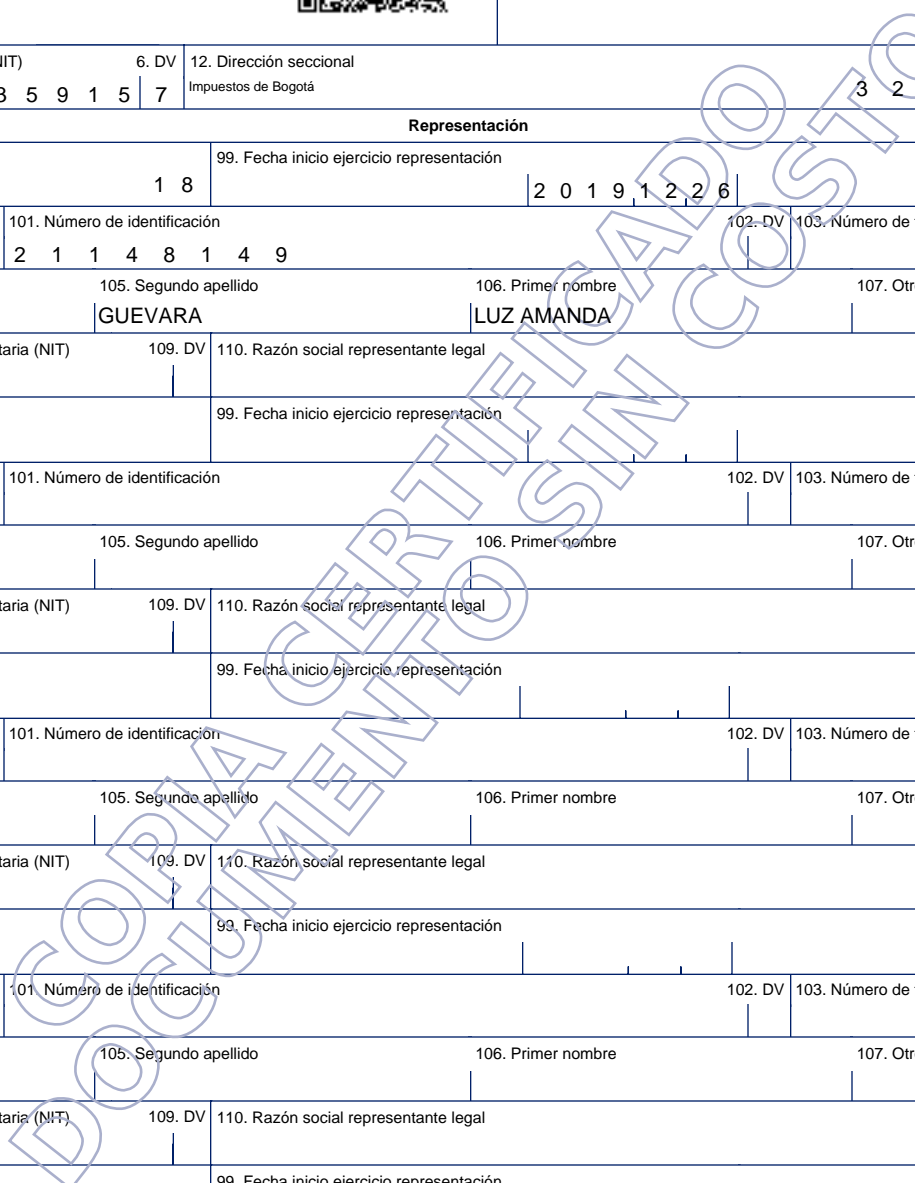 NIT) 6. DV 12. Dirección seccional
5 9 1 5 7 Impuestos de Bogotá 3 2
Representación
99. Fecha inicio ejercicio representación
1 8 2 0 1 9 1 2 2 6
101. Número de identificación 102. DV 103. Número de
2 1 1 4 8 1 4 9
105. Segundo apellido 106. Primer nombre 107. Otr
GUEVARA LUZ AMANDA
taria (NIT) 109. DV 110. Razón social representante legal
99. Fecha inicio ejercicio representación
101. Número de identificación 102. DV 103. Número de
105. Segundo apellido 106. Primer nombre 107. Otr
taria (NIT) 109. DV 110. Razón social representante legal
99. Fecha inicio ejercicio representación
101. Número de identificación 102. DV 103. Número de
105. Segundo apellido 106. Primer nombre 107. Otr
taria (NIT) 109. DV 110. Razón social representante legal
99. Fecha inicio ejercicio representación
101. Número de identificación 102. DV 103. Número de
105. Segundo apellido 106. Primer nombre 107. Otr
taria (NIT) 109. DV 110. Razón social representante legal
99. Fecha inicio ejercicio representación
COPIA CERTIFICADO
DOCUMENTO SIN COSTO